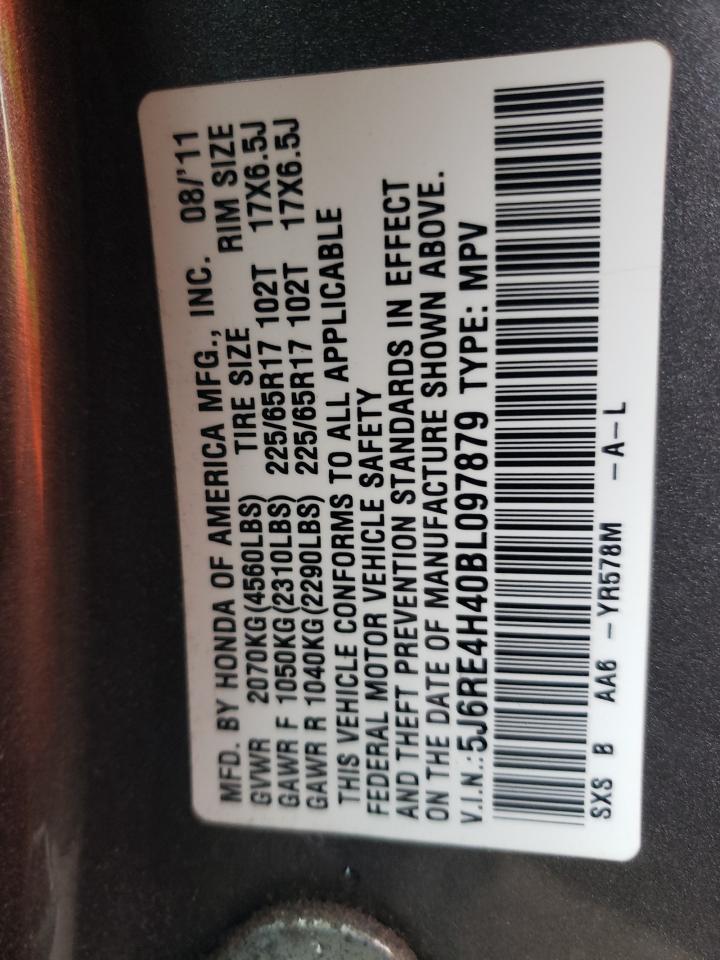 MFD. BY HONDA OF AMERICA MFG., INC. 08/'11
GVWR 2070KG(4560LBS) TIRE SIZE RIM SIZE
GAWR F 1050KG(2310LBS) 225/65R17 102T 17X6.5J
GAWR R 1040KG(2290LBS) 225/65R17 102T 17X6.5J
THIS VEHICLE CONFORMS TO ALL APPLICABLE
FEDERAL MOTOR VEHICLE SAFETY
AND THEFT PREVENTION STANDARDS IN EFFECT
ON THE DATE OF MANUFACTURE SHOWN ABOVE.
V.I.N.:5J6RE4H40BL097879 TYPE: MPV
SXS B AA6 -YR578M -A-L